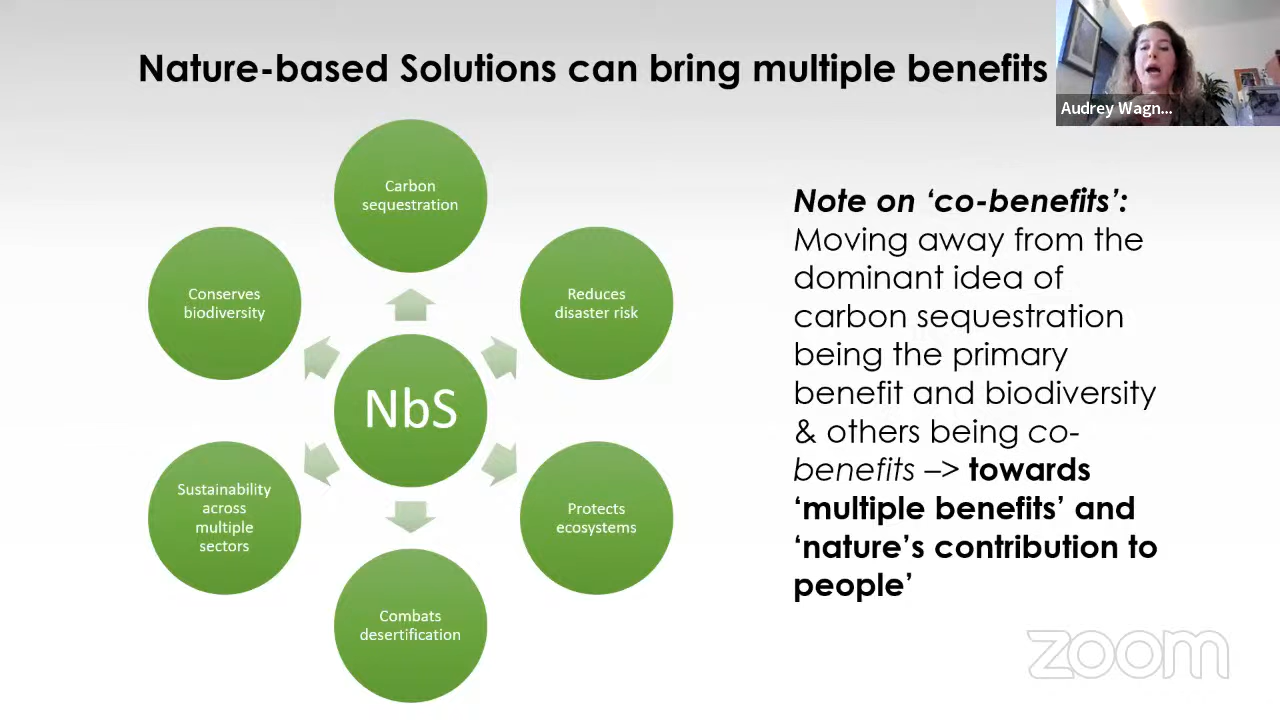 Nature-based Solutions can bring multiple benefits
Audrey Wagn...
Carbon
sequestration
Conserves
biodiversity
Reduces
disaster risk
NbS
Sustainability
across
multiple
sectors
Protects
ecosystems
Combats
desertification
Note on ‘co-benefits’:
Moving away from the
dominant idea of
carbon sequestration
being the primary
benefit and biodiversity
& others being co-
benefits –> towards
‘multiple benefits’ and
‘nature’s contribution to
people’
zoom